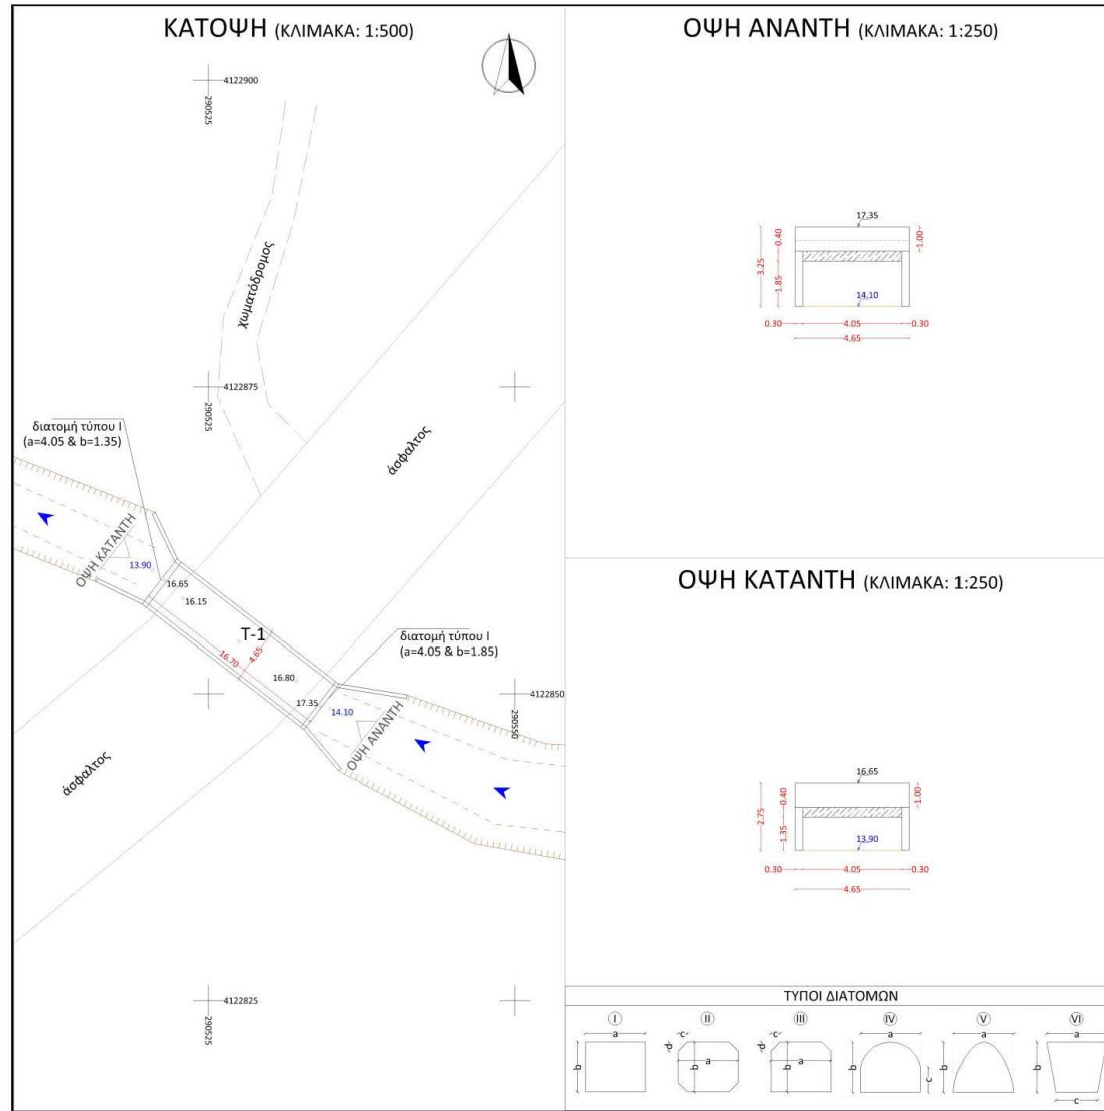 ΚΑΤΟΨΗ (ΚΛΙΜΑΚΑ: 1:500)
4122900
290525
χωματόδρομος
4122875
290525
διατομή τύπου Ι
(a=4.05 & b=1.35)
άσφαλτος
ΟΨΗ ΚΑΤΑΝΤΗ
13.90
16.65
16.15
T-1
16.70
4.65
διατομή τύπου Ι
(a=4.05 & b=1.85)
16.80
17.35
14.10
ΟΨΗ ΑΝΑΝΤΗ
4122850
290550
άσφαλτος
4122825
290525
ΟΨΗ ΑΝΑΝΤΗ (ΚΛΙΜΑΚΑ: 1:250)
17.35
0.40
1.00
3.25
1.85
14.10
0.30 4.05 0.30
4.65
ΟΨΗ ΚΑΤΑΝΤΗ (ΚΛΙΜΑΚΑ: 1:250)
16.65
0.40
1.00
2.75
1.35
13.90
0.30 4.05 0.30
4.65
ΤΥΠΟΙ ΔΙΑΤΟΜΩΝ
I II III IV V VI
a c c a a a
d d
b b a b a b c b b
c